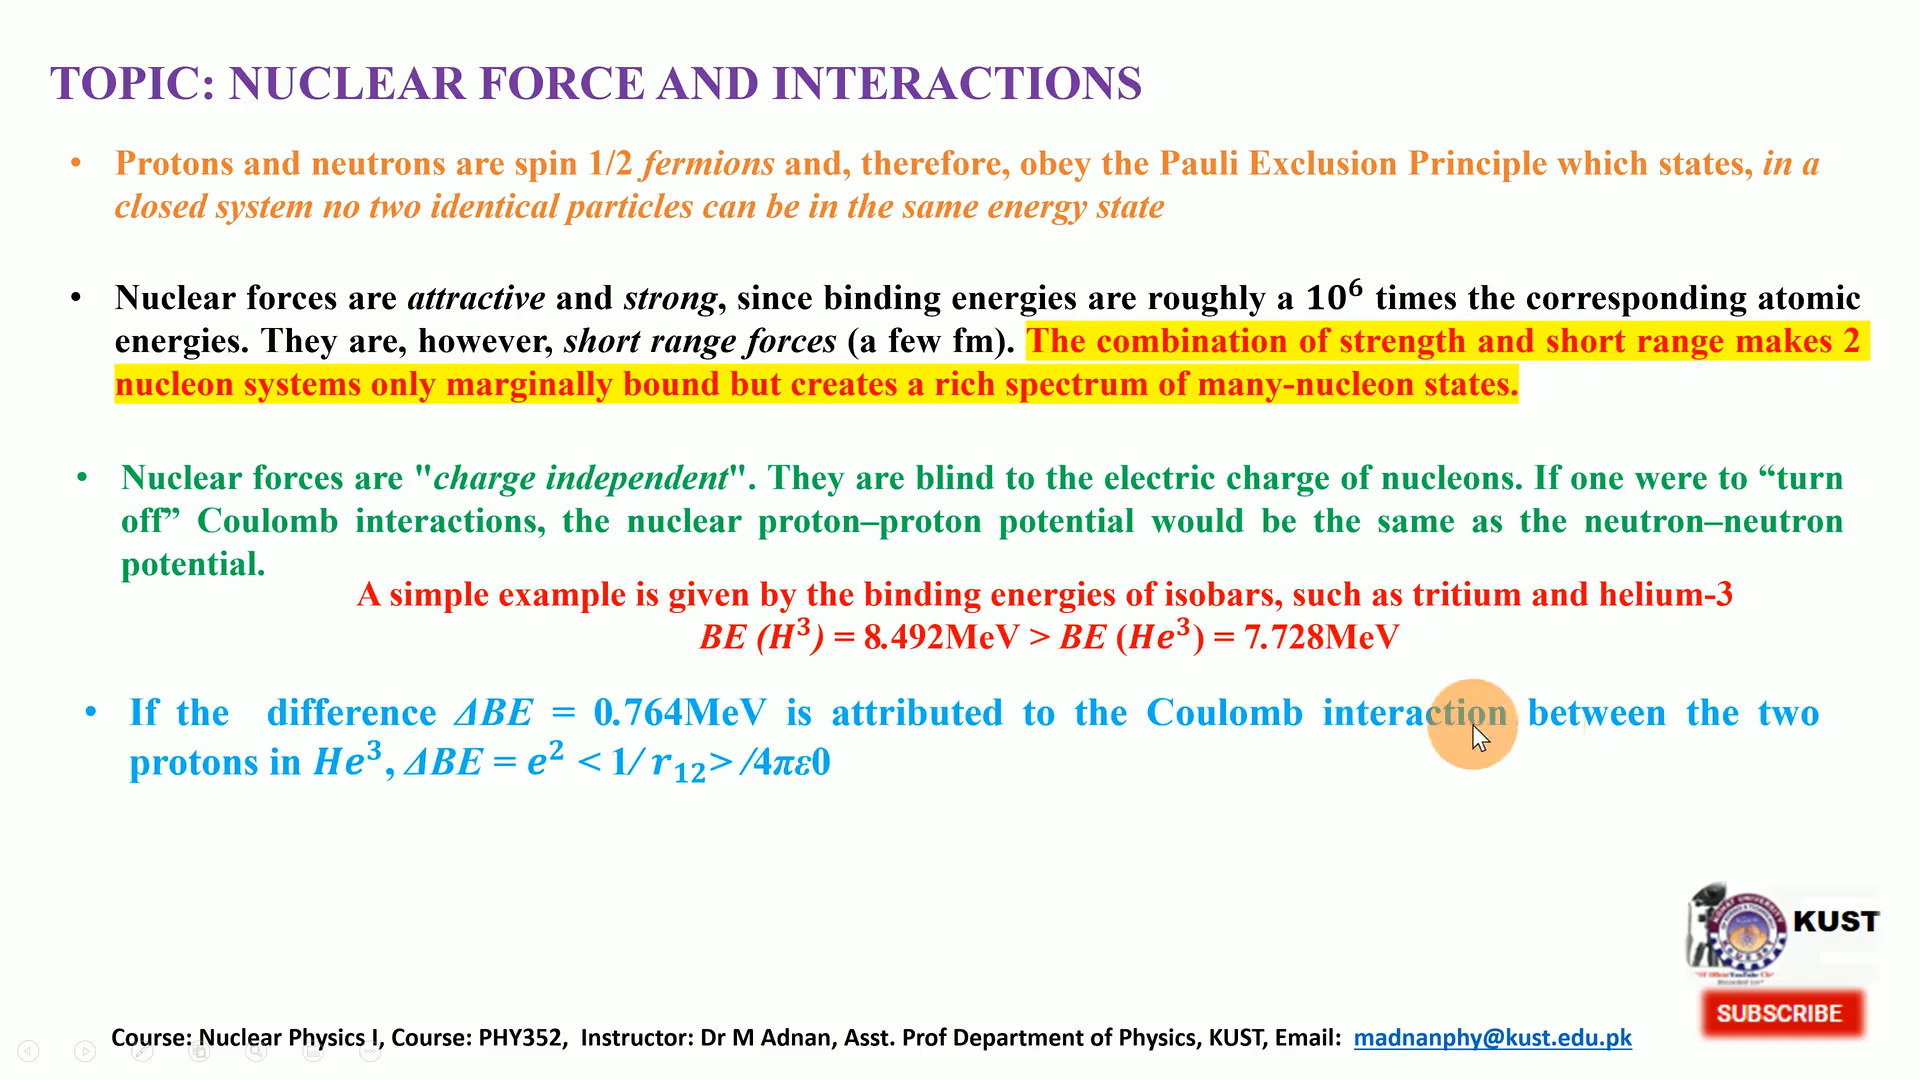 TOPIC: NUCLEAR FORCE AND INTERACTIONS
• Protons and neutrons are spin 1/2 fermions and, therefore, obey the Pauli Exclusion Principle which states, in a
closed system no two identical particles can be in the same energy state
• Nuclear forces are attractive and strong, since binding energies are roughly a 10⁶ times the corresponding atomic
energies. They are, however, short range forces (a few fm). The combination of strength and short range makes 2
nucleon systems only marginally bound but creates a rich spectrum of many-nucleon states.
• Nuclear forces are "charge independent". They are blind to the electric charge of nucleons. If one were to “turn
off” Coulomb interactions, the nuclear proton–proton potential would be the same as the neutron–neutron
potential.
A simple example is given by the binding energies of isobars, such as tritium and helium-3
BE (H³) = 8.492MeV > BE (He³) = 7.728MeV
• If the difference ΔBE = 0.764MeV is attributed to the Coulomb interaction between the two
protons in He³, ΔBE = e² < 1/ r₁₂> /4πε0
KUST
SUBSCRIBE
Course: Nuclear Physics I, Course: PHY352, Instructor: Dr M Adnan, Asst. Prof Department of Physics, KUST, Email: madnanphy@kust.edu.pk